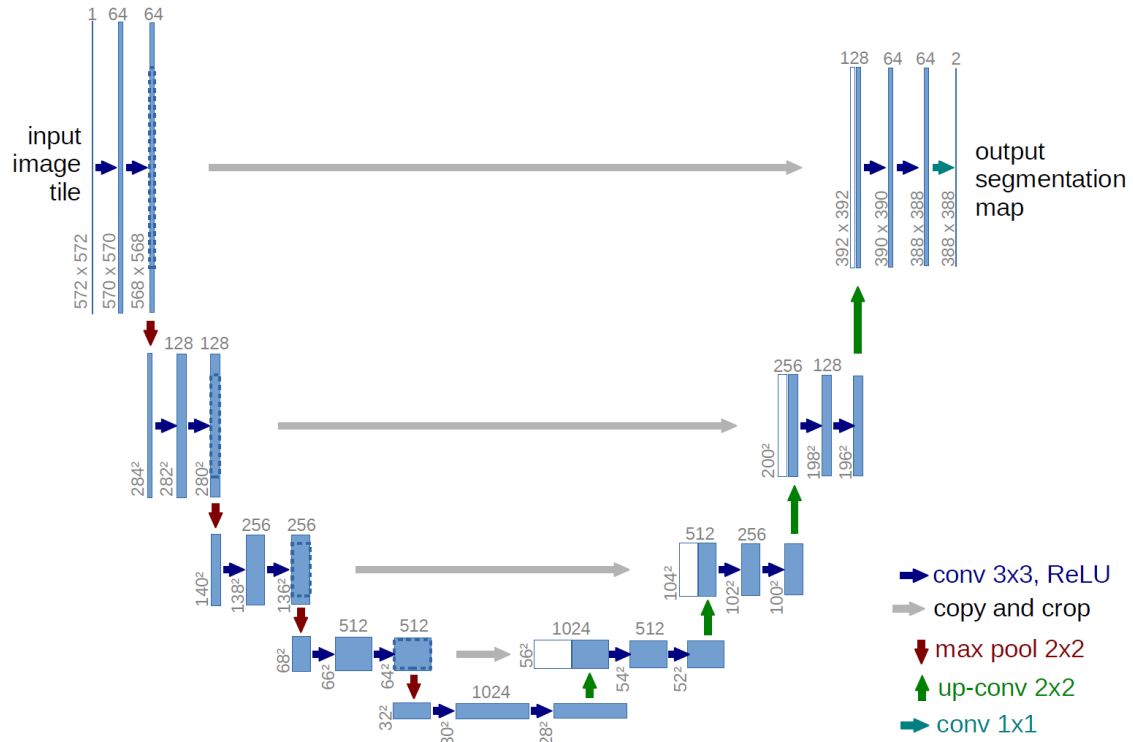 1
64
64
input
image
tile
572 x 572
570 x 570
568 x 568
128
64
64
2
output
segmentation
map
392 x 392
390 x 390
388 x 388
388 x 388
128
128
284²
282²
280²
256
128
200²
198²
196²
256
256
140²
138²
136²
512
256
104²
102²
100²
512
512
68²
66²
64²
1024
512
56²
54²
52²
1024
32²
30²
28²
conv 3x3, ReLU
copy and crop
max pool 2x2
up-conv 2x2
conv 1x1